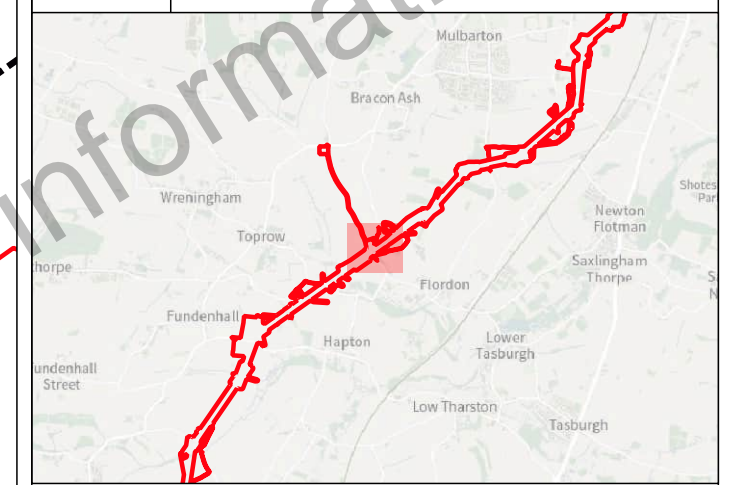 Mulbarton
Bracon Ash
Informat
Wreningham
Shotes
Par
Newton
Flotman
Toprow
Saxlingham
Thorpe
horpe
Flordon
Fundenhall
Hapton
Lower
Tasburgh
undenhall
Street
Low Tharston
Tasburgh